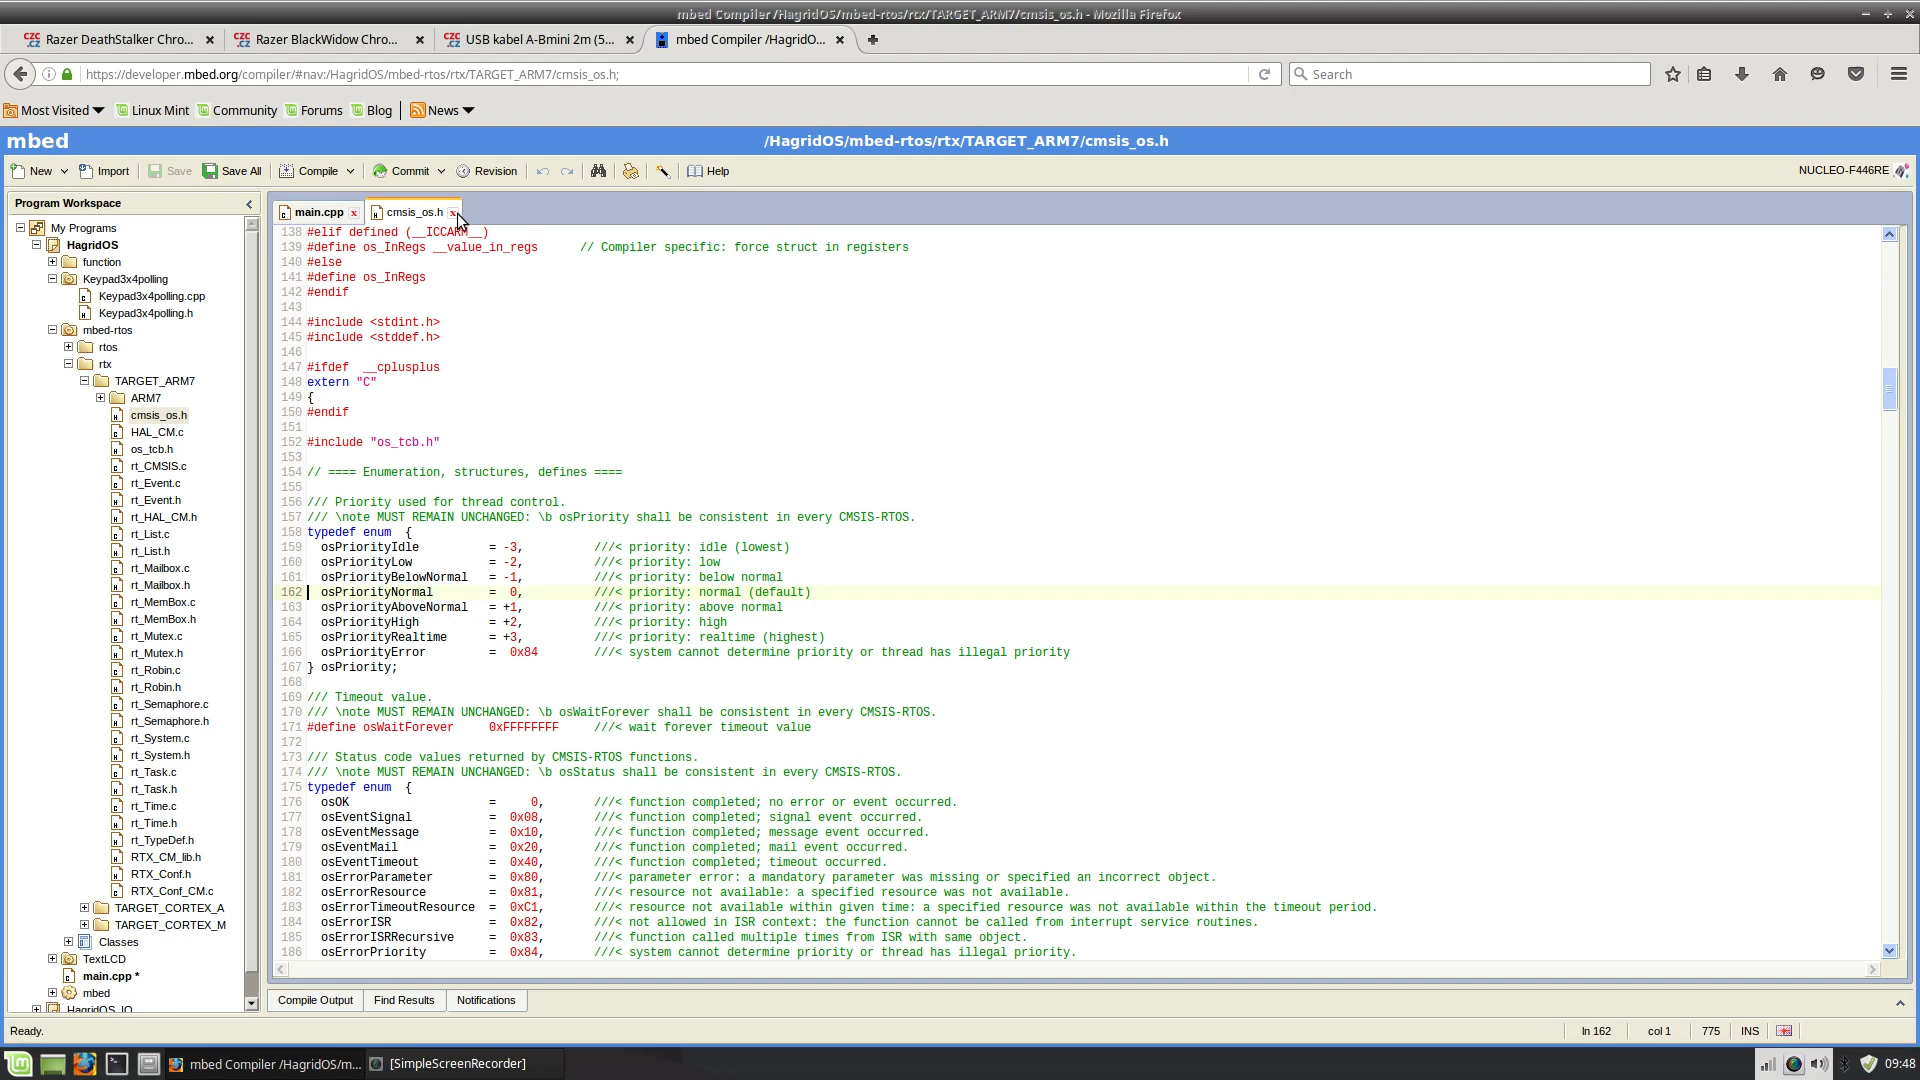 mbed Compiler /HagridOS/mbed-rtos/rtx/TARGET_ARM7/cmsis_os.h - Mozilla Firefox
Razer DeathStalker Chro...
Razer BlackWidow Chro...
USB kabel A-Bmini 2m (5...
mbed Compiler /HagridO...
https://developer.mbed.org/compiler/#nav:/HagridOS/mbed-rtos/rtx/TARGET_ARM7/cmsis_os.h;
Search
Most Visited
Linux Mint
Community
Forums
Blog
News
mbed
/HagridOS/mbed-rtos/rtx/TARGET_ARM7/cmsis_os.h
New
Import
Save
Save All
Compile
Commit
Revision
Help
NUCLEO-F446RE
Program Workspace
My Programs
HagridOS
function
Keypad3x4polling
Keypad3x4polling.cpp
Keypad3x4polling.h
mbed-rtos
rtos
rtx
TARGET_ARM7
ARM7
cmsis_os.h
HAL_CM.c
os_tcb.h
rt_CMSIS.c
rt_Event.c
rt_Event.h
rt_HAL_CM.h
rt_List.c
rt_List.h
rt_Mailbox.c
rt_Mailbox.h
rt_MemBox.c
rt_MemBox.h
rt_Mutex.c
rt_Mutex.h
rt_Robin.c
rt_Robin.h
rt_Semaphore.c
rt_Semaphore.h
rt_System.c
rt_System.h
rt_Task.c
rt_Task.h
rt_Time.c
rt_Time.h
rt_TypeDef.h
RTX_CM_lib.h
RTX_Conf.h
RTX_Conf_CM.c
TARGET_CORTEX_A
TARGET_CORTEX_M
Classes
TextLCD
main.cpp *
mbed
HagridOS_IO
main.cpp
cmsis_os.h
138 #elif defined (__ICCARM__)
139 #define os_InRegs __value_in_regs      // Compiler specific: force struct in registers
140 #else
141 #define os_InRegs
142 #endif
143
144 #include <stdint.h>
145 #include <stddef.h>
146
147 #ifdef  __cplusplus
148 extern "C"
149 {
150 #endif
151
152 #include "os_tcb.h"
153
154 // ==== Enumeration, structures, defines ====
155
156 /// Priority used for thread control.
157 /// \note MUST REMAIN UNCHANGED: \b osPriority shall be consistent in every CMSIS-RTOS.
158 typedef enum  {
159   osPriorityIdle          = -3,          ///< priority: idle (lowest)
160   osPriorityLow           = -2,          ///< priority: low
161   osPriorityBelowNormal   = -1,          ///< priority: below normal
162   osPriorityNormal        =  0,          ///< priority: normal (default)
163   osPriorityAboveNormal   = +1,          ///< priority: above normal
164   osPriorityHigh          = +2,          ///< priority: high
165   osPriorityRealtime      = +3,          ///< priority: realtime (highest)
166   osPriorityError         =  0x84        ///< system cannot determine priority or thread has illegal priority
167 } osPriority;
168
169 /// Timeout value.
170 /// \note MUST REMAIN UNCHANGED: \b osWaitForever shall be consistent in every CMSIS-RTOS.
171 #define osWaitForever     0xFFFFFFFF     ///< wait forever timeout value
172
173 /// Status code values returned by CMSIS-RTOS functions.
174 /// \note MUST REMAIN UNCHANGED: \b osStatus shall be consistent in every CMSIS-RTOS.
175 typedef enum  {
176   osOK                    =     0,       ///< function completed; no error or event occurred.
177   osEventSignal           =  0x08,       ///< function completed; signal event occurred.
178   osEventMessage          =  0x10,       ///< function completed; message event occurred.
179   osEventMail             =  0x20,       ///< function completed; mail event occurred.
180   osEventTimeout          =  0x40,       ///< function completed; timeout occurred.
181   osErrorParameter        =  0x80,       ///< parameter error: a mandatory parameter was missing or specified an incorrect object.
182   osErrorResource         =  0x81,       ///< resource not available: a specified resource was not available.
183   osErrorTimeoutResource  =  0xC1,       ///< resource not available within given time: a specified resource was not available within the timeout period.
184   osErrorISR              =  0x82,       ///< not allowed in ISR context: the function cannot be called from interrupt service routines.
185   osErrorISRRecursive     =  0x83,       ///< function called multiple times from ISR with same object.
186   osErrorPriority         =  0x84,       ///< system cannot determine priority or thread has illegal priority.
Compile Output
Find Results
Notifications
Ready.
ln 162
col 1
775
INS
mbed Compiler /HagridOS/m...
[SimpleScreenRecorder]
09:48